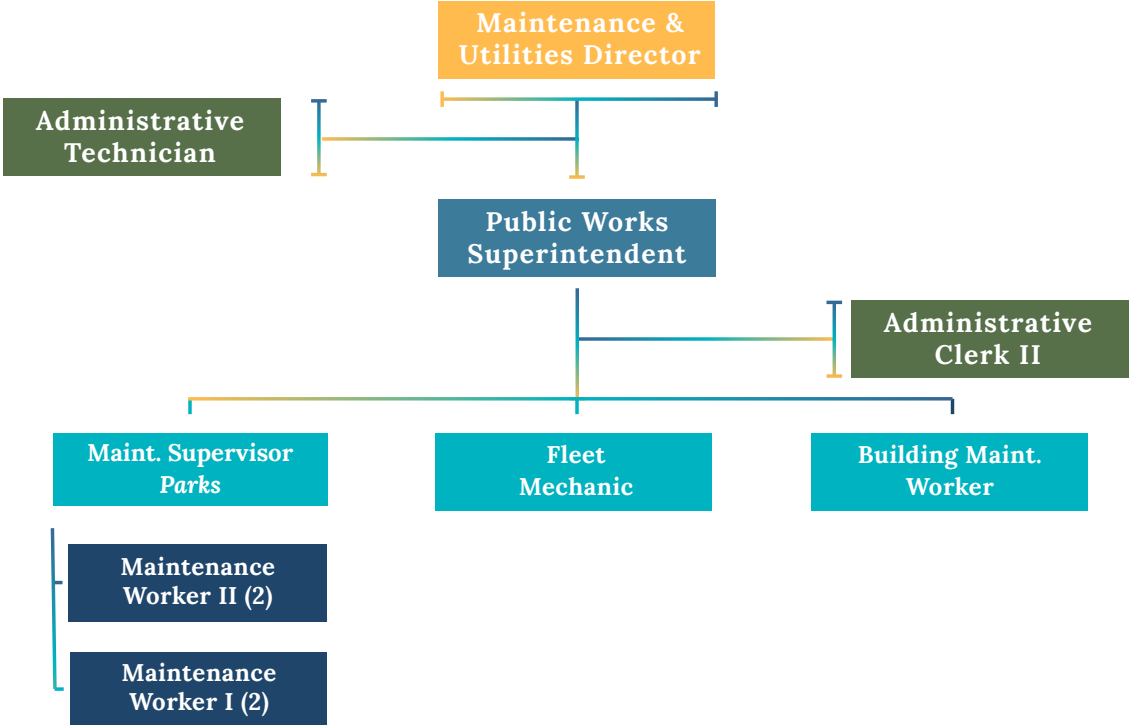 Maintenance &
Utilities Director
Administrative
Technician
Public Works
Superintendent
Administrative
Clerk II
Maint. Supervisor
Parks
Fleet
Mechanic
Building Maint.
Worker
Maintenance
Worker II (2)
Maintenance
Worker I (2)